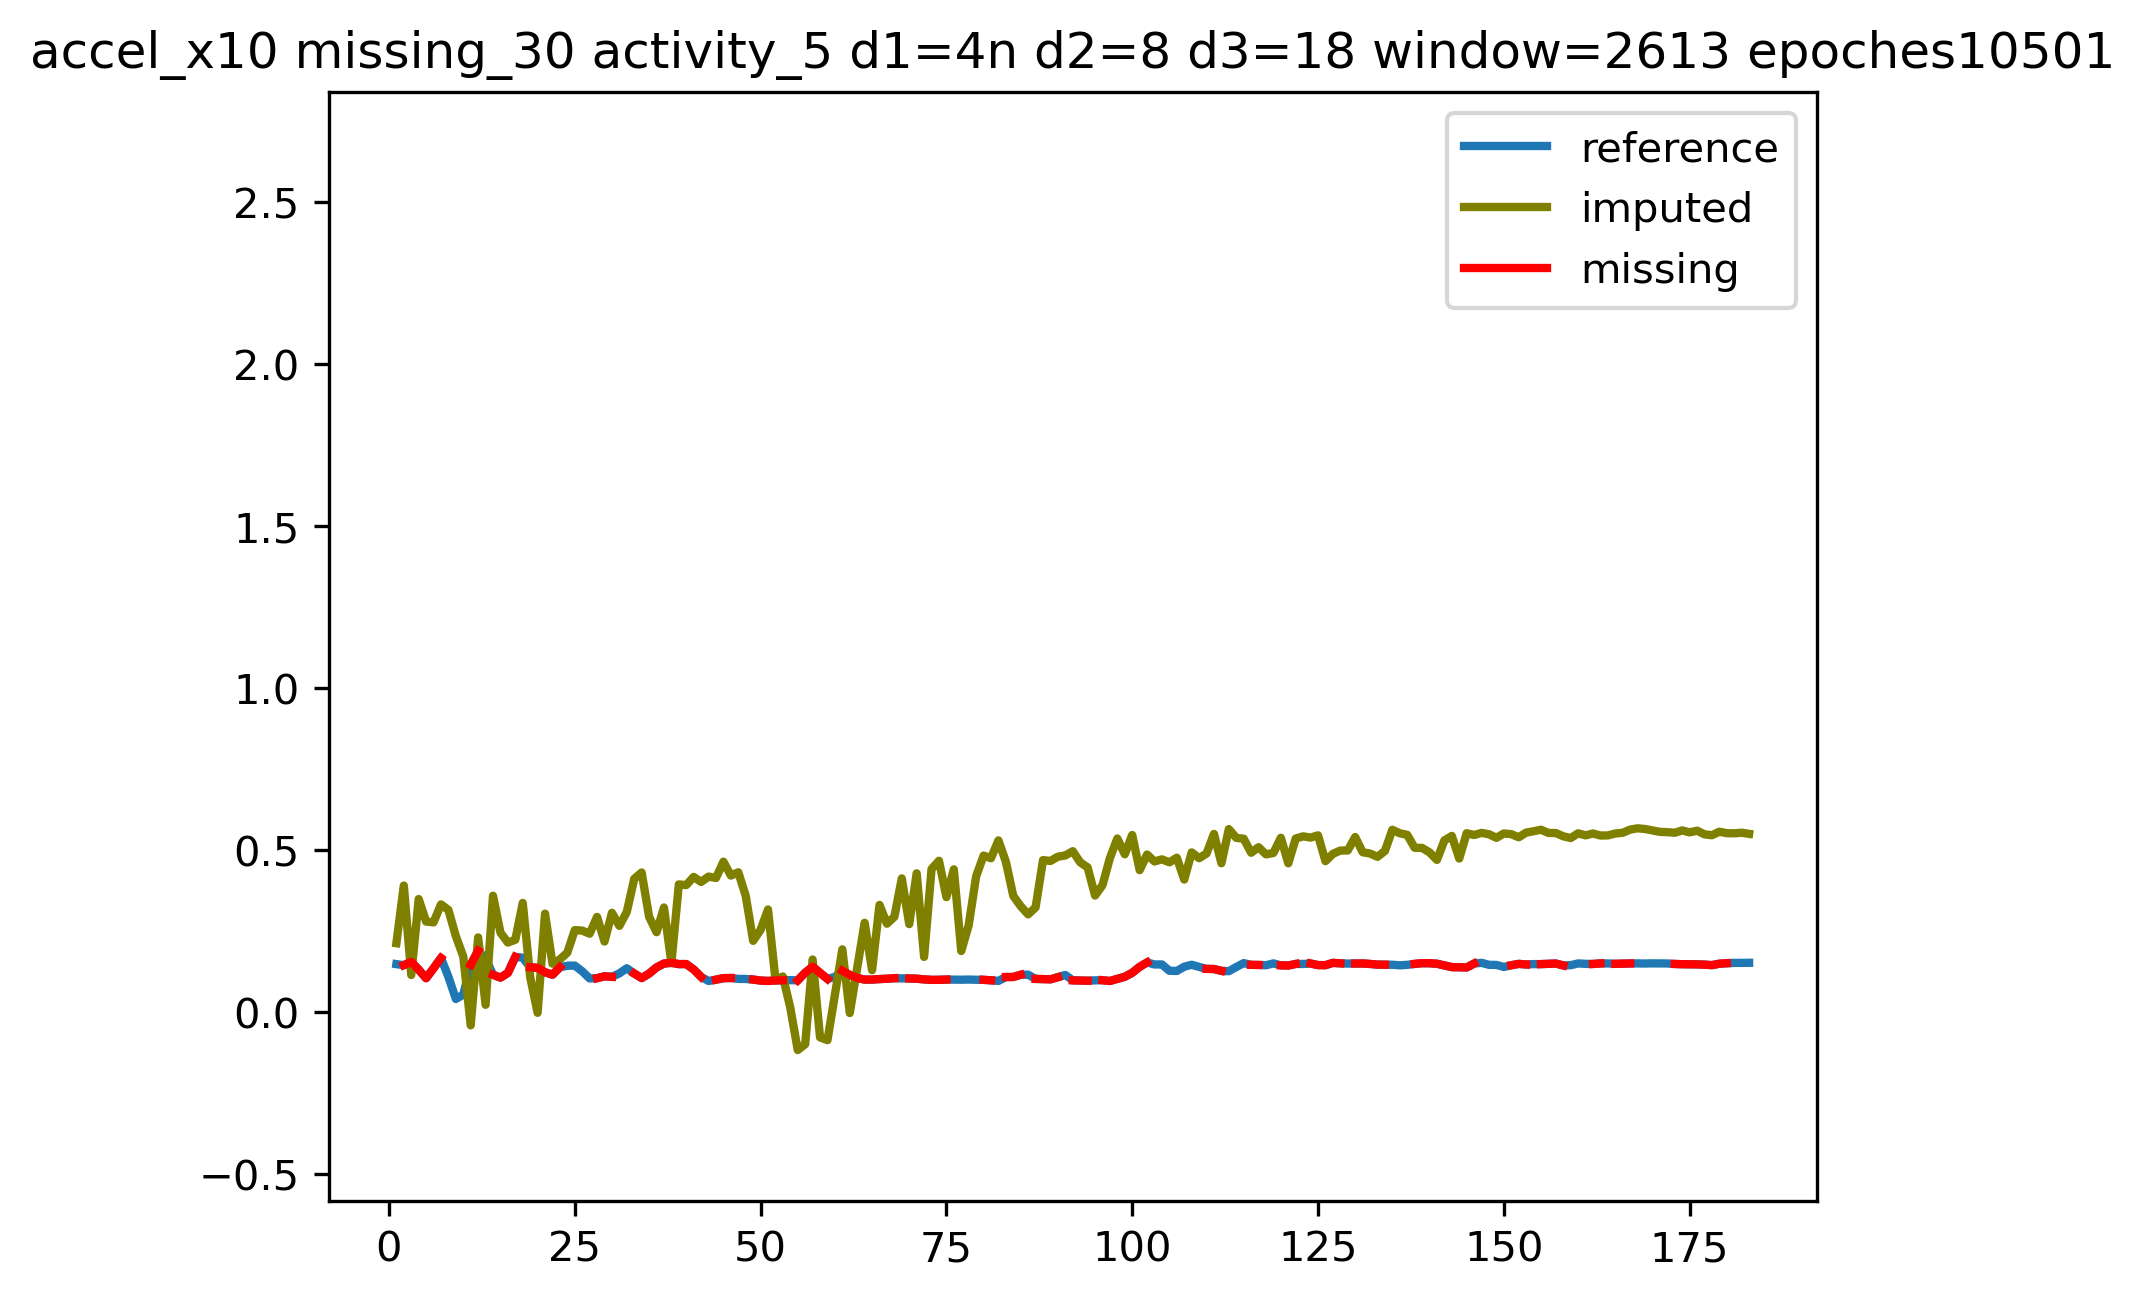 accel_x10 missing_30 activity_5 d1=4n d2=8 d3=18 window=2613 epoches10501
reference
imputed
missing
2.5
2.0
1.5
1.0
0.5
0.0
−0.5
0 25 50 75 100 125 150 175